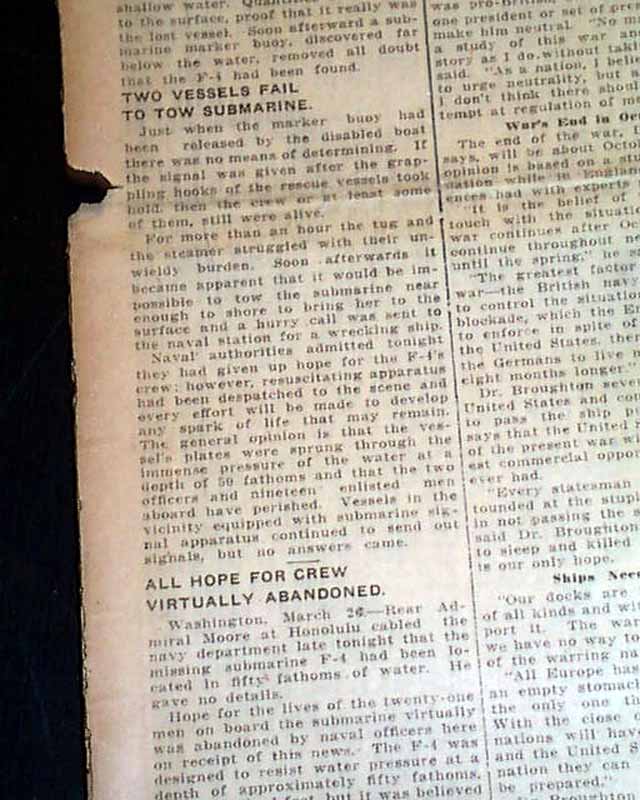 shallow water.
to the surface, proof that it really was
the lost vessel. Soon afterward a sub-
marine marker buoy, discovered far
below the water, removed all doubt
that the F-4 had been found.
TWO VESSELS FAIL
TO TOW SUBMARINE.
Just when the marker buoy had
been released by the disabled boat
there was no means of determining. If
the signal was given after the grap-
pling hooks of the rescue vessels took
hold, then the crew or at least some
of them, still were alive.
For more than an hour the tug and
the steamer struggled with their un-
wieldy burden. Soon afterwards it
became apparent that it would be im-
possible to tow the submarine near
enough to shore to bring her to the
surface and a hurry call was sent to
the naval station for a wrecking ship.
Naval authorities admitted tonight
they had given up hope for the F-4's
crew; however, resuscitating apparatus
had been despatched to the scene and
every effort will be made to develop
any spark of life that may remain.
The general opinion is that the ves-
sel's plates were sprung through the
immense pressure of the water at a
depth of 50 fathoms and that the two
officers and nineteen enlisted men
aboard have perished. Vessels in the
vicinity equipped with submarine sig-
nal apparatus continued to send out
signals, but no answers came.
ALL HOPE FOR CREW
VIRTUALLY ABANDONED.
Washington, March 26.—Rear Ad-
miral Moore at Honolulu cabled the
navy department late tonight that the
missing submarine F-4 had been lo-
cated in fifty fathoms of water. He
gave no details.
Hope for the lives of the twenty-one
men on board the submarine virtually
was abandoned by naval officers here
on receipt of this news. The F-4 was
designed to resist water pressure at a
depth of approximately fifty fathoms,
but it was believed
was pro-British,
one president or set of
make him neutral. "No
a study of this war an
story as I do, without
said. "As a nation, I
to urge neutrality, but
I don't think there shoul
tempt at regulation of
War's End in
The end of the war,
says, will be about Octo
opinion is based on a
while in England
ences had with experts
"It is the belief of
touch with the situatio
war continues after Oc
continue throughout
until the spring," he
"The greatest factor
war—the British navy
to control the situatio
blockade, which the
to enforce in spite of
the United States, the
the Germans to live
eight months longer."
Dr. Broughton
United States and
to pass the ship
says that the United
of the present war
est commercial oppor
ever had.
"Every statesman
tounded at the
in not passing the
said Dr. Broughton
to sleep and killed
is our only hope.
Ships
"Our docks are
of all kinds and
port it. The war
we have no way to
of the warring
"All Europe has
an empty stomach
the only one
With the close
nations will have
and the United
nation they can
be prepared."
Broughton